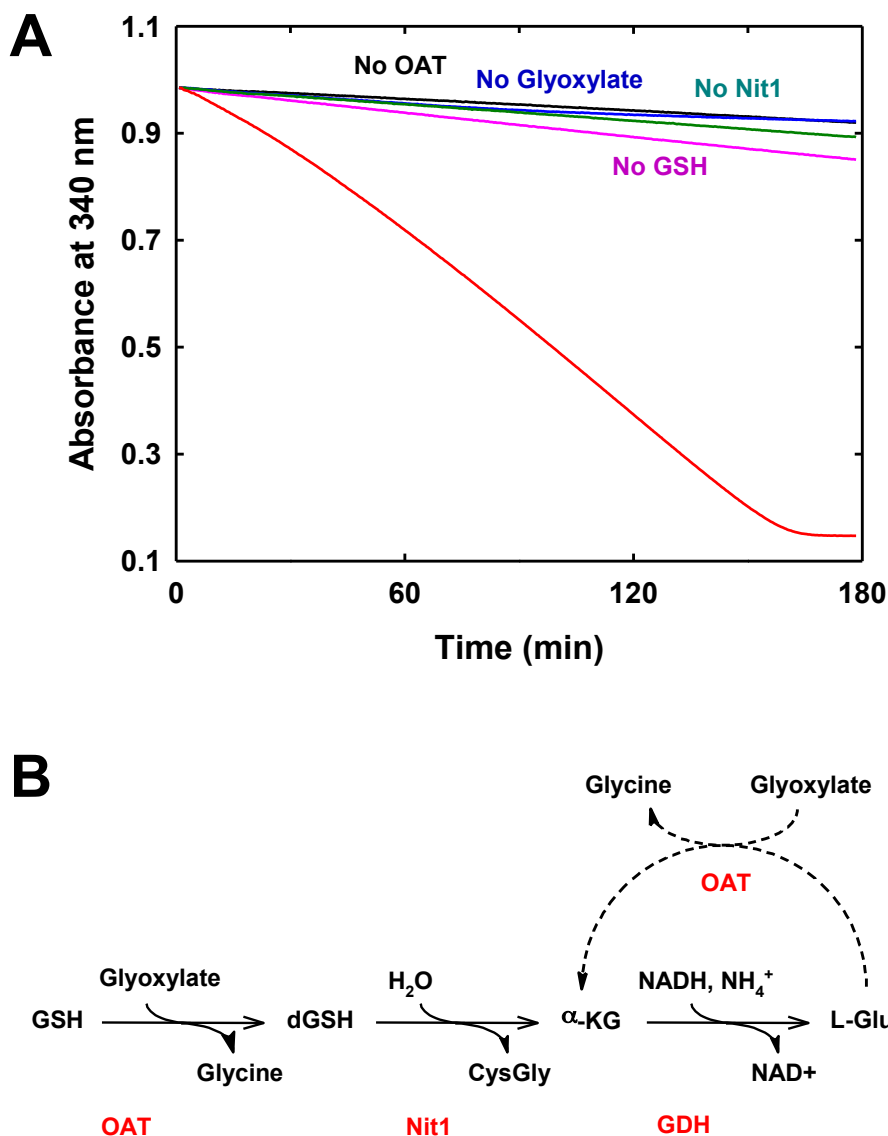 A
1.1
0.9
0.7
0.5
0.3
0.1
Absorbance at 340 nm
No OAT
No Glyoxylate
No Nit1
No GSH
0 60 120 180
Time (min)
B
Glycine Glyoxylate
OAT
Glyoxylate H₂O NADH, NH₄⁺
GSH dGSH α-KG L-Glu
Glycine CysGly NAD+
OAT Nit1 GDH